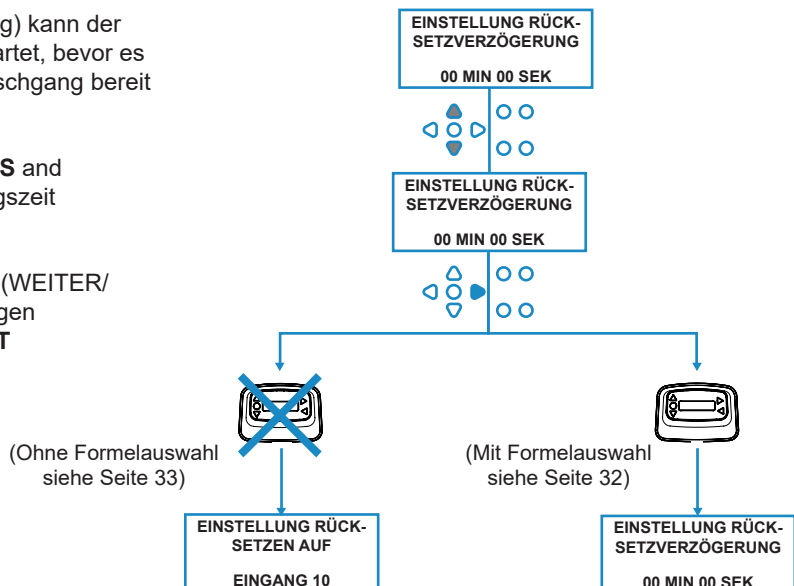 g) kann der
artet, bevor es
schgang bereit
S and
gszeit
(WEITER/
gen
T
EINSTELLUNG RÜCK-
SETZVERZÖGERUNG
00 MIN 00 SEK
EINSTELLUNG RÜCK-
SETZVERZÖGERUNG
00 MIN 00 SEK
(Ohne Formelauswahl
siehe Seite 33)
(Mit Formelauswahl
siehe Seite 32)
EINSTELLUNG RÜCK-
SETZEN AUF
EINGANG 10
EINSTELLUNG RÜCK-
SETZVERZÖGERUNG
00 MIN 00 SEK